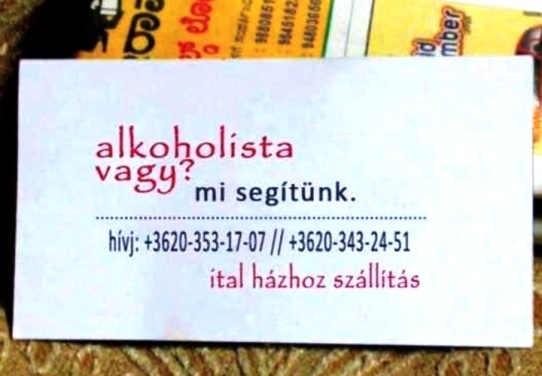 alkoholista
vagy?
mi segítünk.
hívj: +3620-353-17-07 // +3620-343-24-51
ital házhoz szállítás